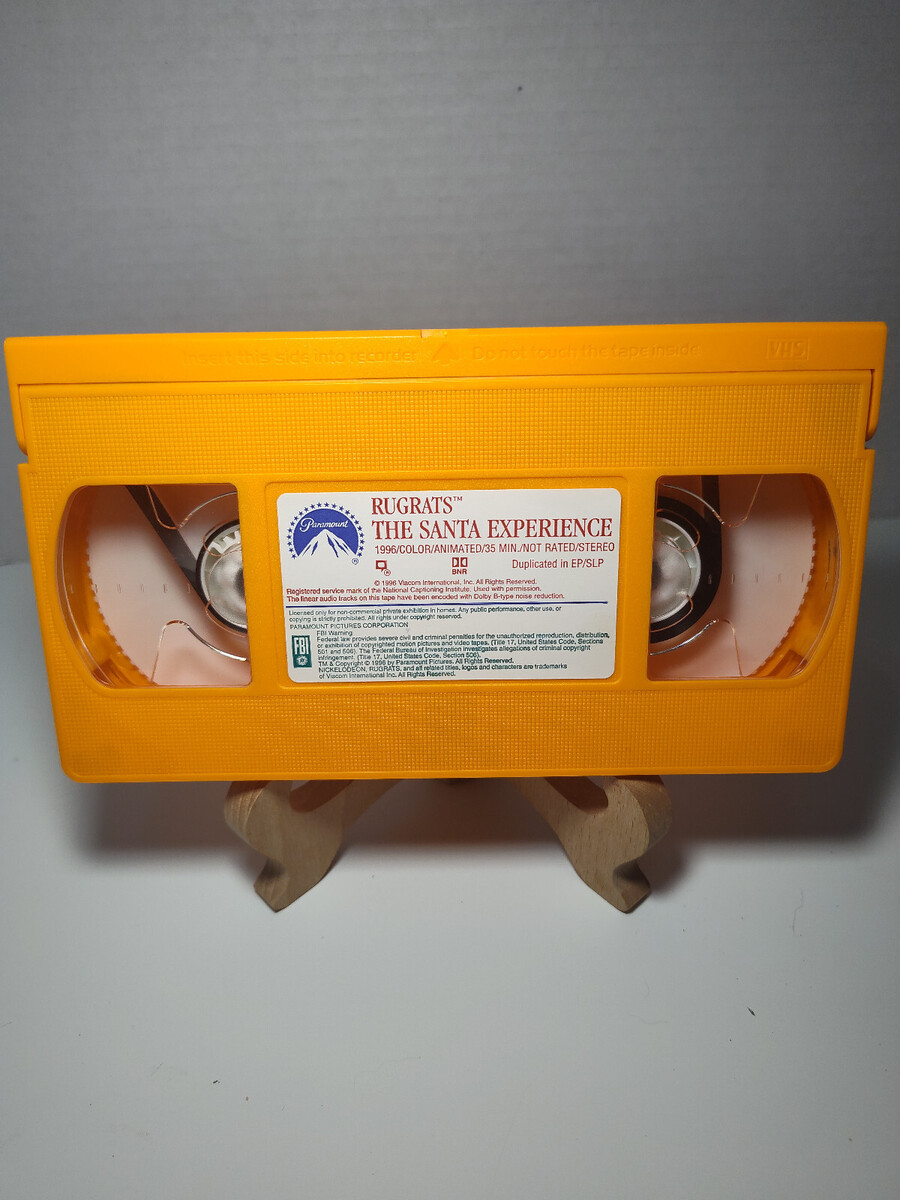 Insert this side into recorder Do not touch the tape inside VHS
Paramount
®
RUGRATS™
THE SANTA EXPERIENCE
1996/COLOR/ANIMATED/35 MIN./NOT RATED/STEREO
® BNR Duplicated in EP/SLP
© 1996 Viacom International, Inc. All Rights Reserved.
Registered service mark of the National Captioning Institute. Used with permission.
The linear audio tracks on this tape have been encoded with Dolby B-type noise reduction.
Licensed only for non-commercial private exhibition in homes. Any public performance, other use, or
copying is strictly prohibited. All rights under copyright reserved.
PARAMOUNT PICTURES CORPORATION
FBI
FBI Warning
Federal law provides severe civil and criminal penalties for the unauthorized reproduction, distribution,
or exhibition of copyrighted motion pictures and video tapes. (Title 17, United States Code, Sections
501 and 506). The Federal Bureau of Investigation investigates allegations of criminal copyright
infringement. (Title 17, United States Code, Section 506).
TM & Copyright © 1996 by Paramount Pictures. All Rights Reserved.
NICKELODEON, RUGRATS, and all related titles, logos and characters are trademarks
of Viacom International Inc. All Rights Reserved.